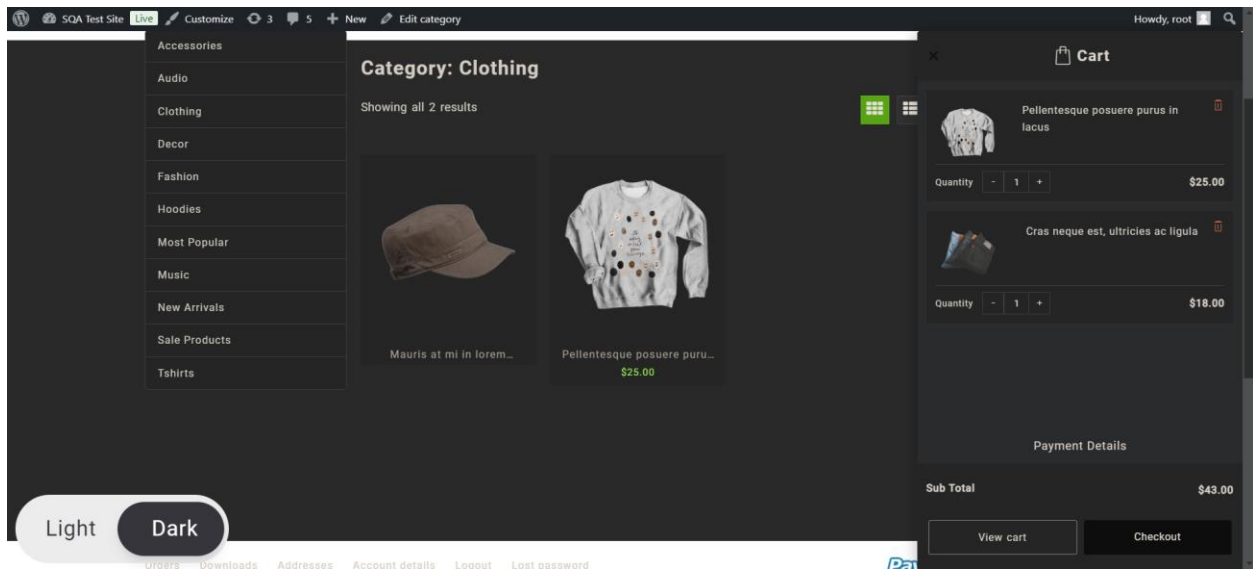 SQA Test Site Live Customize 3 5 New Edit category Howdy, root
Accessories
Audio
Clothing
Decor
Fashion
Hoodies
Most Popular
Music
New Arrivals
Sale Products
Tshirts
Category: Clothing
Showing all 2 results
Mauris at mi in lorem…
Pellentesque posuere puru…
$25.00
Cart
Pellentesque posuere purus in
lacus
Quantity - 1 + $25.00
Cras neque est, ultricies ac ligula
Quantity - 1 + $18.00
Payment Details
Sub Total $43.00
View cart Checkout
Light Dark
Orders Downloads Addresses Account details Logout Lost password